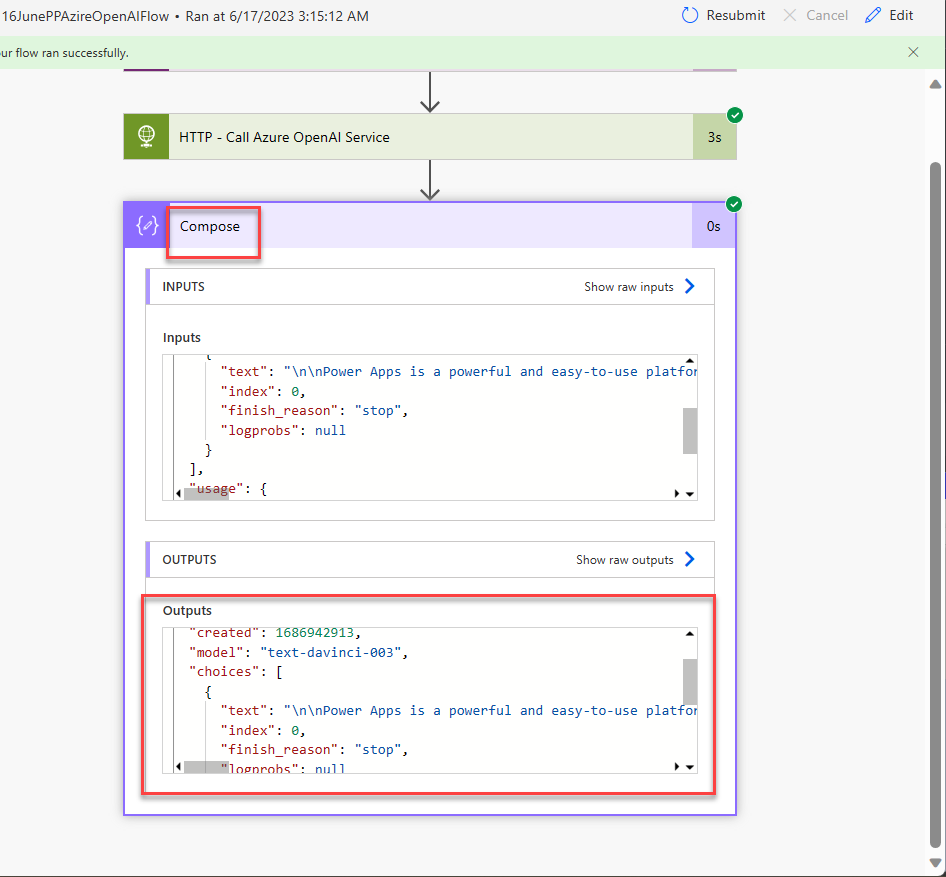 16JunePPAzireOpenAIFlow • Ran at 6/17/2023 3:15:12 AM
Resubmit
Cancel
Edit
ur flow ran successfully.
HTTP - Call Azure OpenAI Service
3s
Compose
0s
INPUTS
Show raw inputs
Inputs
{
"text": "\n\nPower Apps is a powerful and easy-to-use platfor
"index": 0,
"finish_reason": "stop",
"logprobs": null
}
],
"usage": {
OUTPUTS
Show raw outputs
Outputs
"created": 1686942913,
"model": "text-davinci-003",
"choices": [
{
"text": "\n\nPower Apps is a powerful and easy-to-use platfor
"index": 0,
"finish_reason": "stop",
"logprobs": null